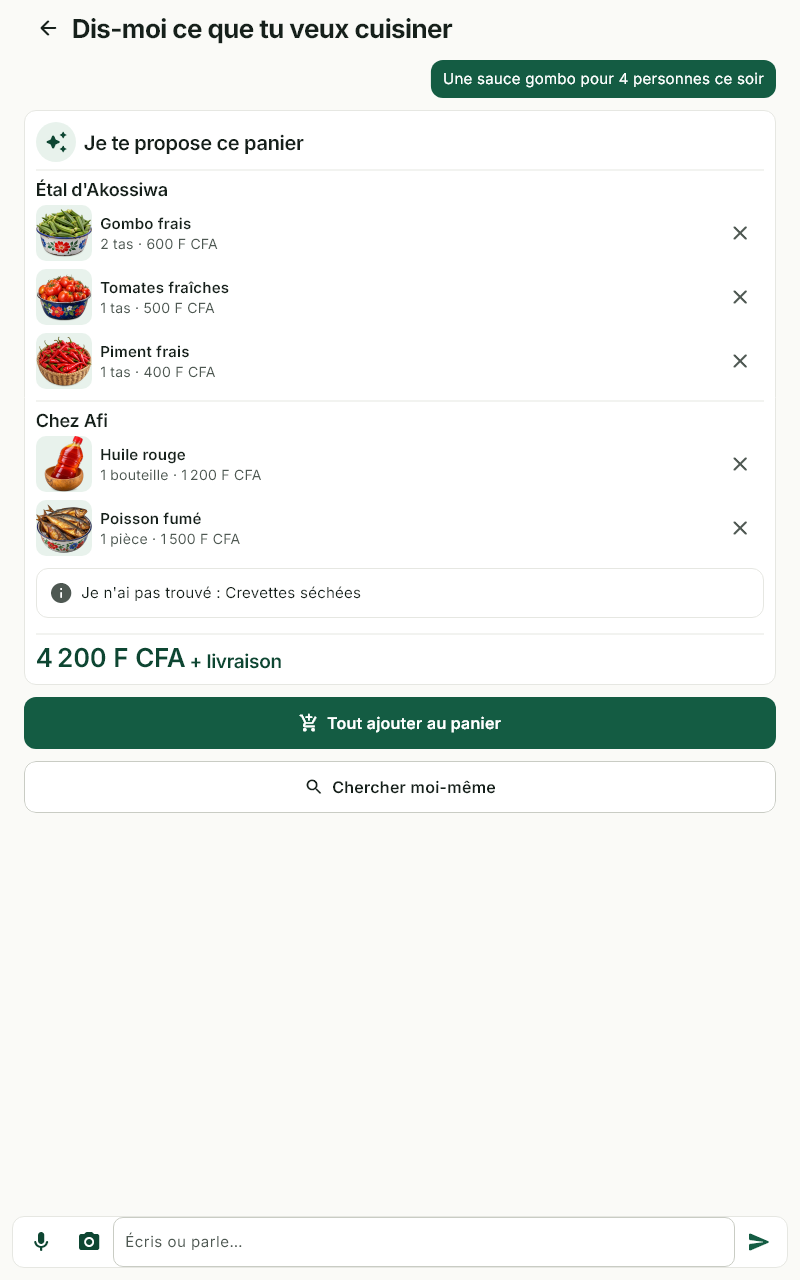 Dis-moi ce que tu veux cuisiner
Une sauce gombo pour 4 personnes ce soir
Je te propose ce panier
Étal d'Akossiwa
Gombo frais
2 tas · 600 F CFA
Tomates fraîches
1 tas · 500 F CFA
Piment frais
1 tas · 400 F CFA
Chez Afi
Huile rouge
1 bouteille · 1 200 F CFA
Poisson fumé
1 pièce · 1 500 F CFA
Je n'ai pas trouvé : Crevettes séchées
4 200 F CFA + livraison
Tout ajouter au panier
Chercher moi-même
Écris ou parle...